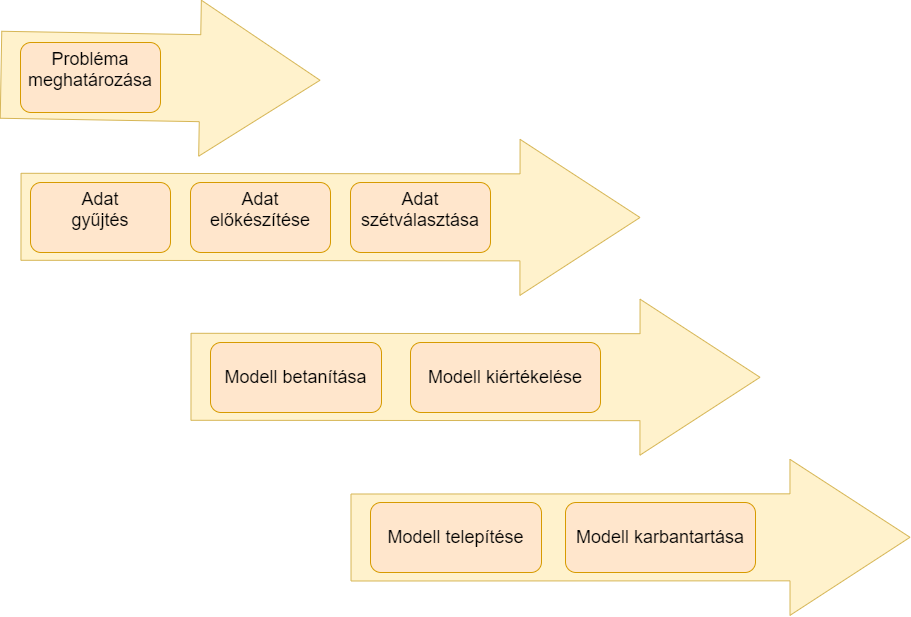 Probléma
meghatározása
Adat
gyűjtés
Adat
előkészítése
Adat
szétválasztása
Modell betanítása
Modell kiértékelése
Modell telepítése
Modell karbantartása